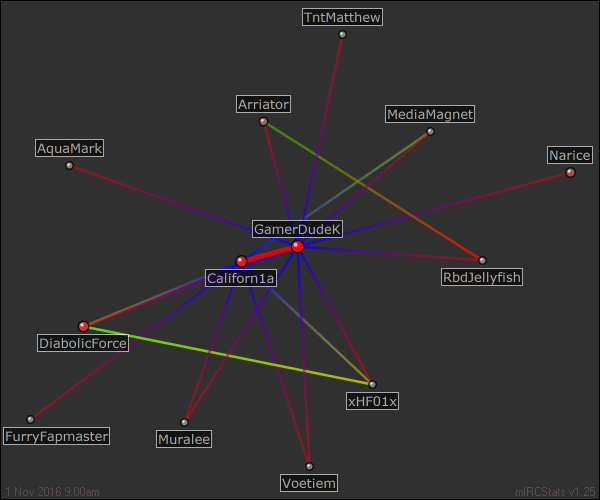 TntMatthew
Arriator
MediaMagnet
AquaMark
Narice
GamerDudeK
Californ1a
RbdJellyfish
DiabolicForce
xHF01x
FurryFapmaster
Muralee
Voetiem
1 Nov 2016 9:00am
mIRCStats v1.25